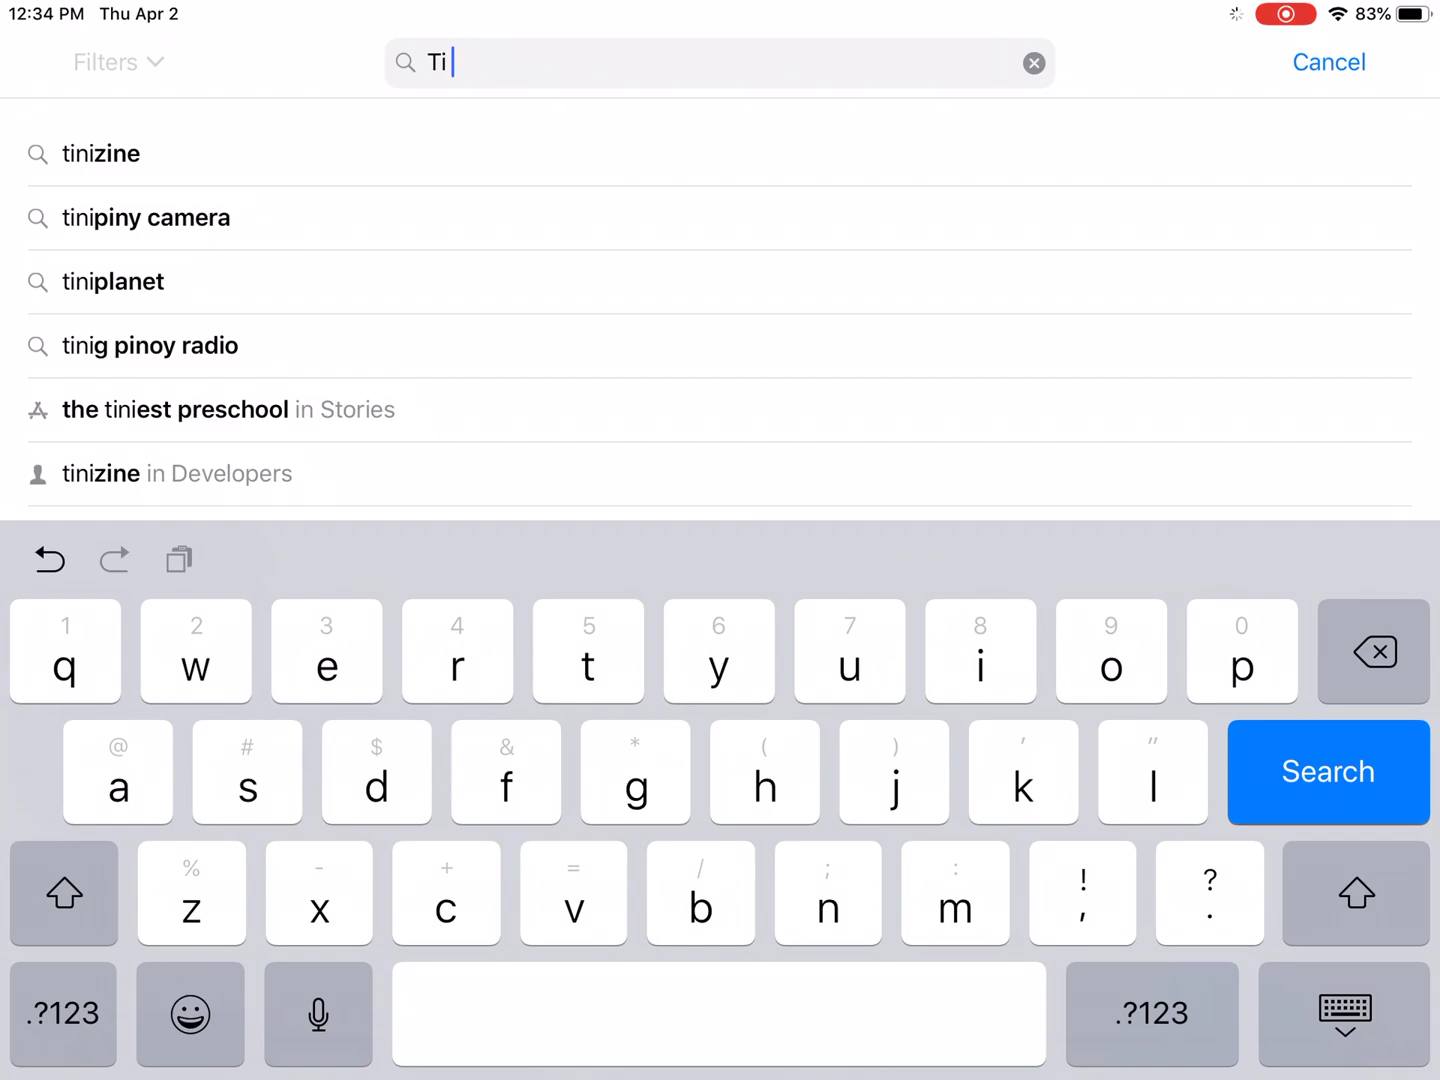 12:34 PM Thu Apr 2 83%
Filters Ti Cancel
tinizine
tinipiny camera
tiniplanet
tinig pinoy radio
the tiniest preschool in Stories
tinizine in Developers
1 2 3 4 5 6 7 8 9 0
q w e r t y u i o p
@ # $ & * ( ) ' "
a s d f g h j k l Search
% - + = / ; : ! ?
z x c v b n m , .
.?123 .?123